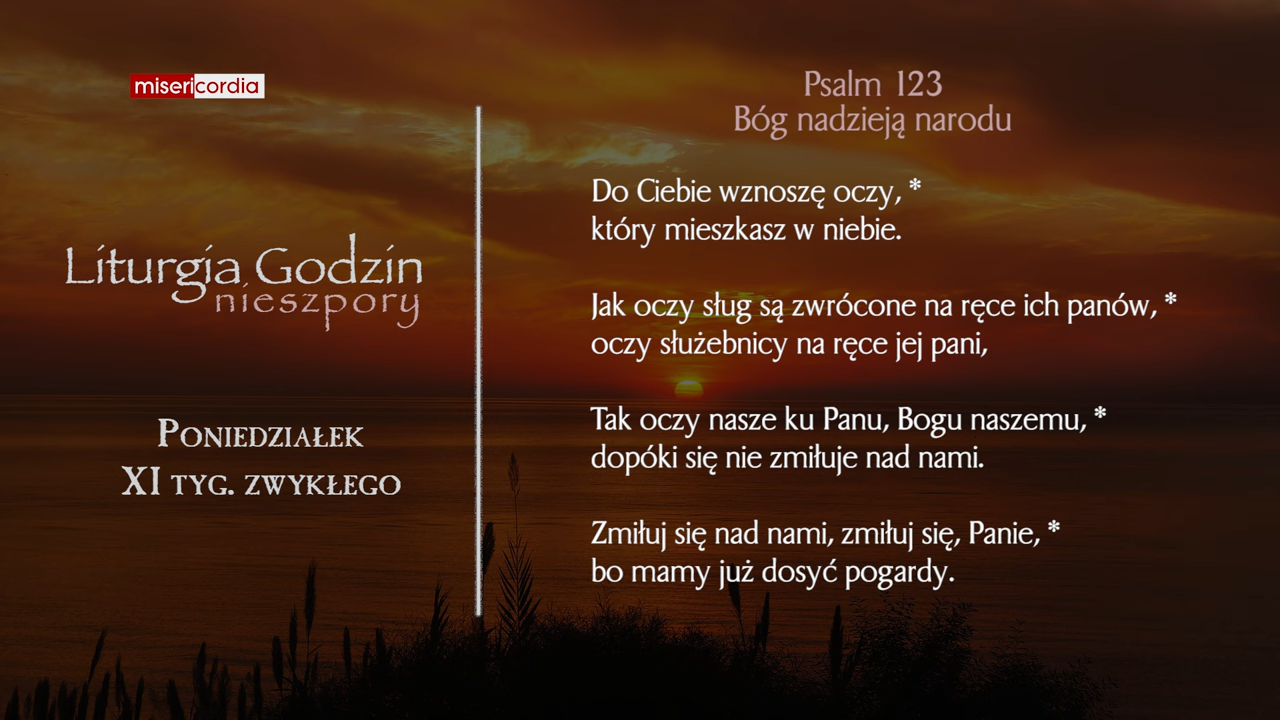 misericordia
Liturgia Godzin
nieszpory
Poniedziałek
XI tyg. zwykłego
Psalm 123
Bóg nadzieją narodu
Do Ciebie wznoszę oczy, *
który mieszkasz w niebie.
Jak oczy sług są zwrócone na ręce ich panów, *
oczy służebnicy na ręce jej pani,
Tak oczy nasze ku Panu, Bogu naszemu, *
dopóki się nie zmiłuje nad nami.
Zmiłuj się nad nami, zmiłuj się, Panie, *
bo mamy już dosyć pogardy.